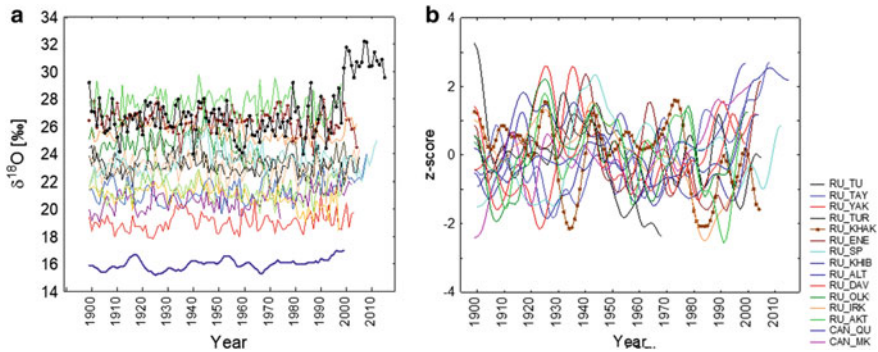 a
b
δ¹⁸O [‰]
34
32
30
28
26
24
22
20
18
16
14
1900
1910
1920
1930
1940
1950
1960
1970
1980
1990
2000
2010
Year
z-score
4
2
0
-2
-4
1900
1910
1920
1930
1940
1950
1960
1970
1980
1990
2000
2010
Year...
RU_TU
RU_TAY
RU_YAK
RU_TUR
RU_KHAK
RU_ENE
RU_SP
RU_KHIB
RU_ALT
RU_DAV
RU_OLK
RU_IRK
RU_AKT
CAN_QU
CAN_MK